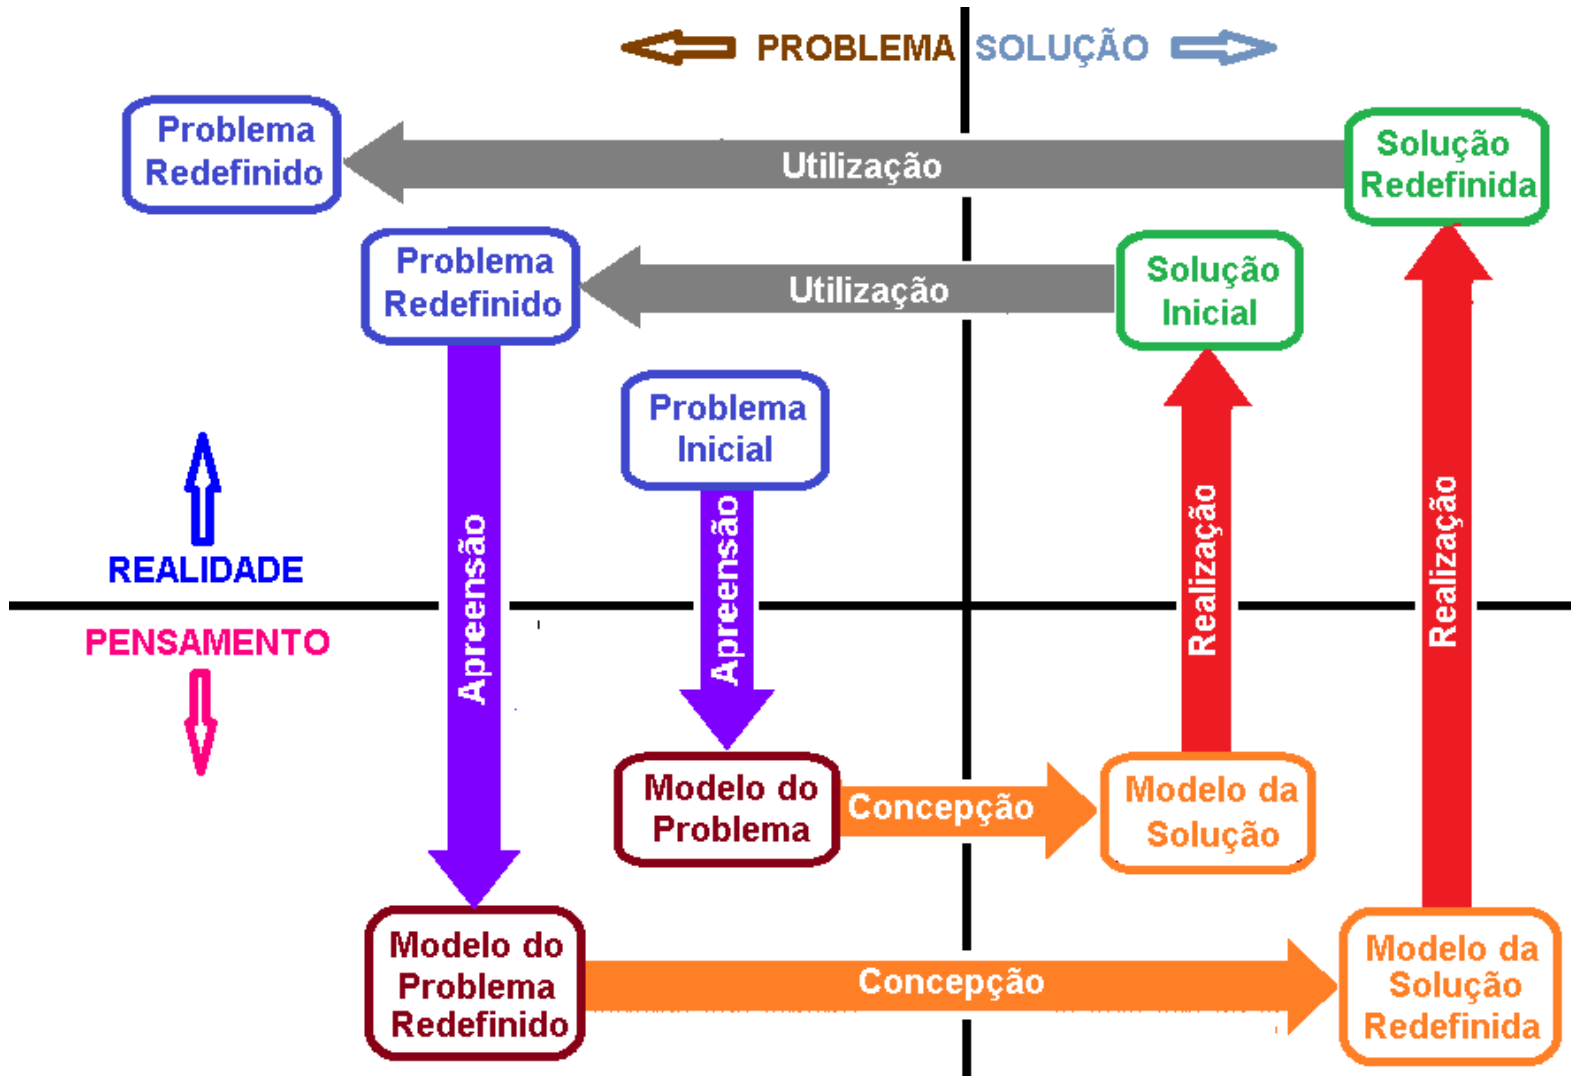 PROBLEMA SOLUÇÃO
Problema
Redefinido
Utilização
Solução
Redefinida
Problema
Redefinido
Utilização
Solução
Inicial
Problema
Inicial
REALIDADE
PENSAMENTO
Apreensão
Apreensão
Realização
Realização
Modelo do
Problema
Concepção
Modelo da
Solução
Modelo do
Problema
Redefinido
Concepção
Modelo da
Solução
Redefinida